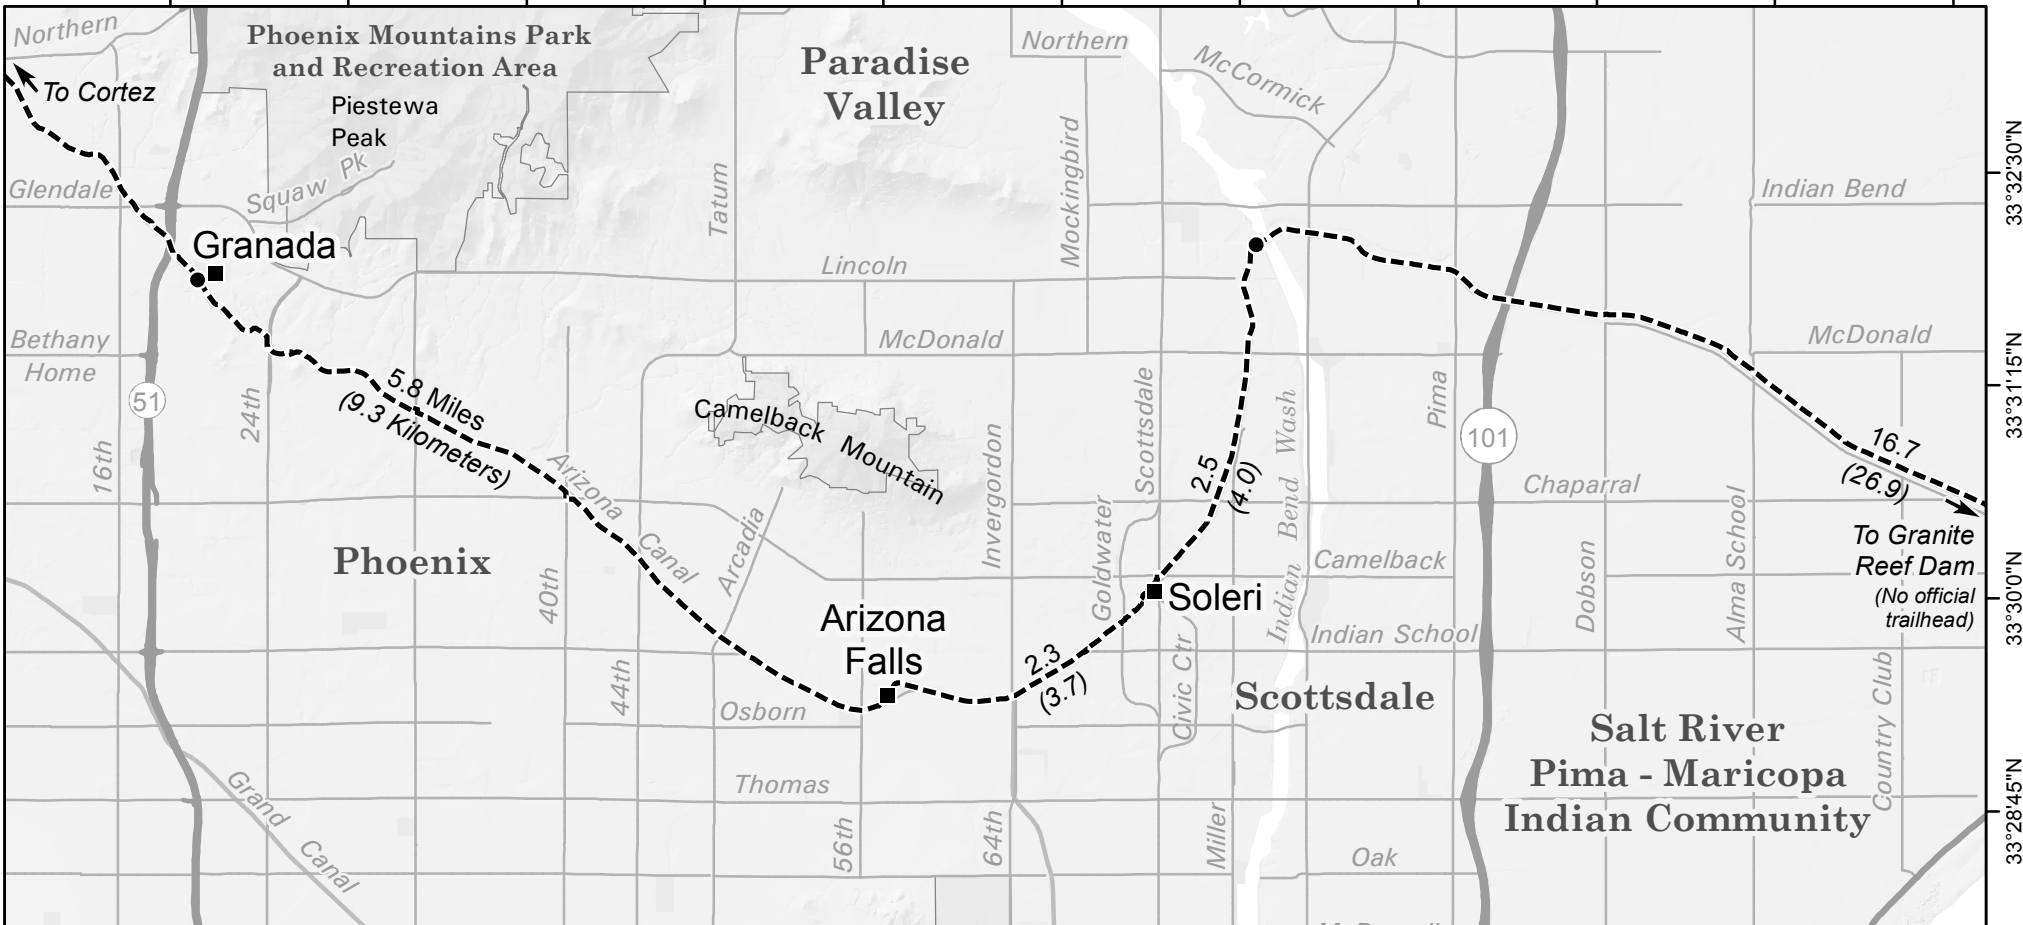 Northern
Phoenix Mountains Park
and Recreation Area
Piestewa
Peak
To Cortez
Paradise
Valley
Northern
McCormick
Mockingbird
Tatum
Squaw Pk
Glendale
Indian Bend
33°32'30"N
Granada
Lincoln
Bethany
Home
McDonald
McDonald
51
24th
16th
5.8 Miles
(9.3 Kilometers)
Camelback Mountain
Invergordon
Scottsdale
Pima
101
33°31'15"N
2.5
(4.0)
Indian Bend Wash
16.7
(26.9)
Arizona Canal
Arcadia
Goldwater
Chaparral
Alma School
Dobson
To Granite
Reef Dam
(No official
trailhead)
Phoenix
40th
44th
Camelback
Soleri
33°30'0"N
Arizona
Falls
2.3
(3.7)
Civic Ctr
Indian School
Osborn
Scottsdale
Salt River
Pima - Maricopa
Indian Community
Country Club
Grand Canal
Thomas
56th
64th
Miller
Oak
33°28'45"N